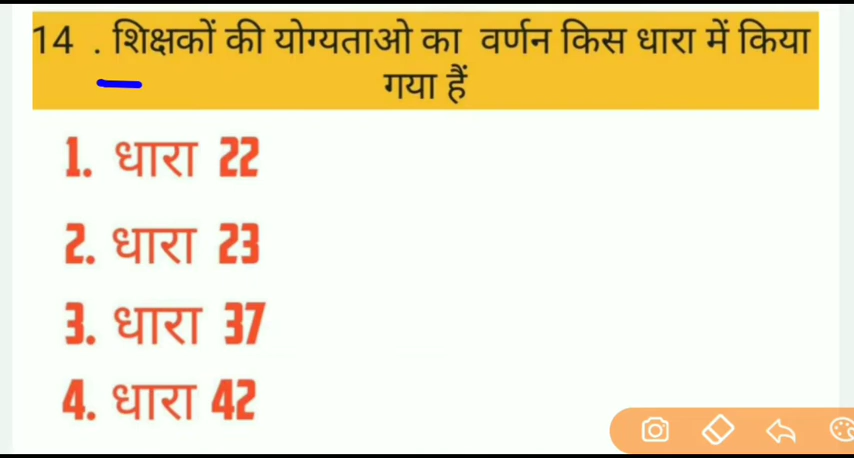 14 . शिक्षकों की योग्यताओ का वर्णन किस धारा में किया
गया हैं
1. धारा 22
2. धारा 23
3. धारा 37
4. धारा 42